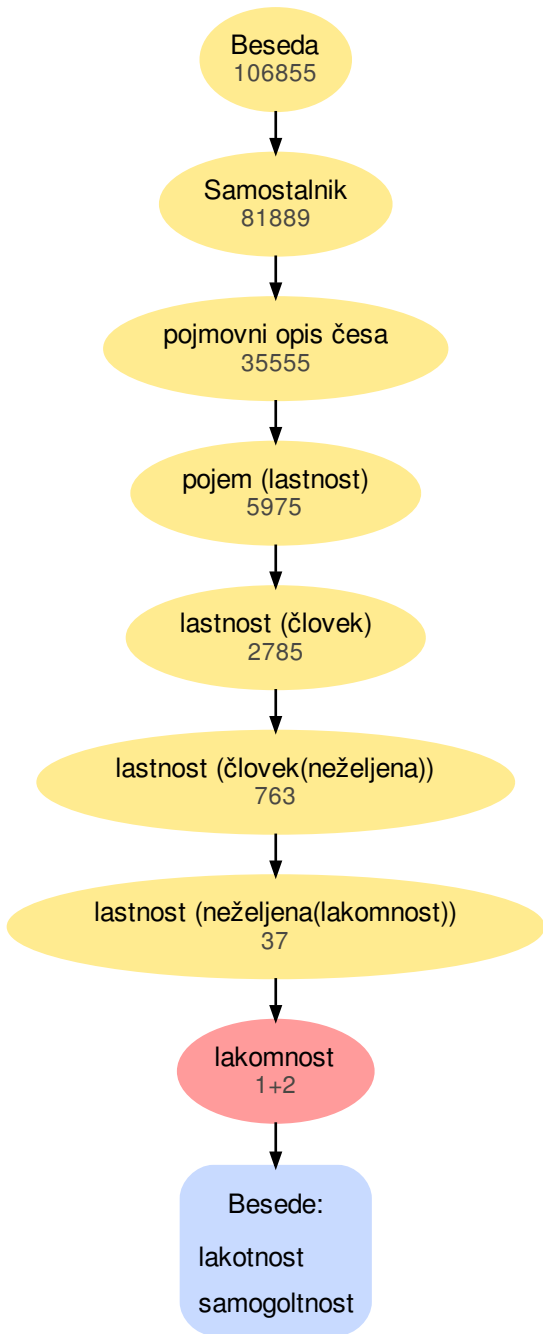 Beseda
106855
Samostalnik
81889
pojmovni opis česa
35555
pojem (lastnost)
5975
lastnost (človek)
2785
lastnost (človek(neželjena))
763
lastnost (neželjena(lakomnost))
37
lakomnost
1+2
Besede:
lakotnost
samogoltnost